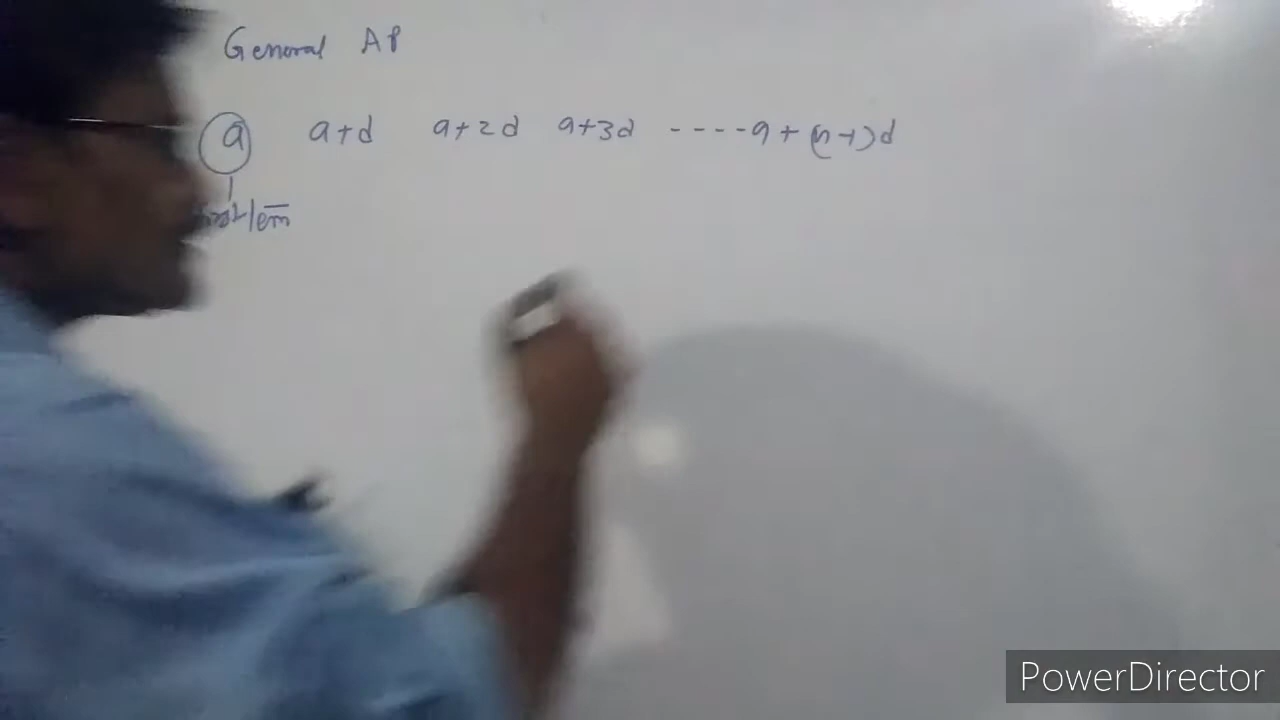 General AP
a a+d a+2d a+3d ----a+(n-1)d
PowerDirector